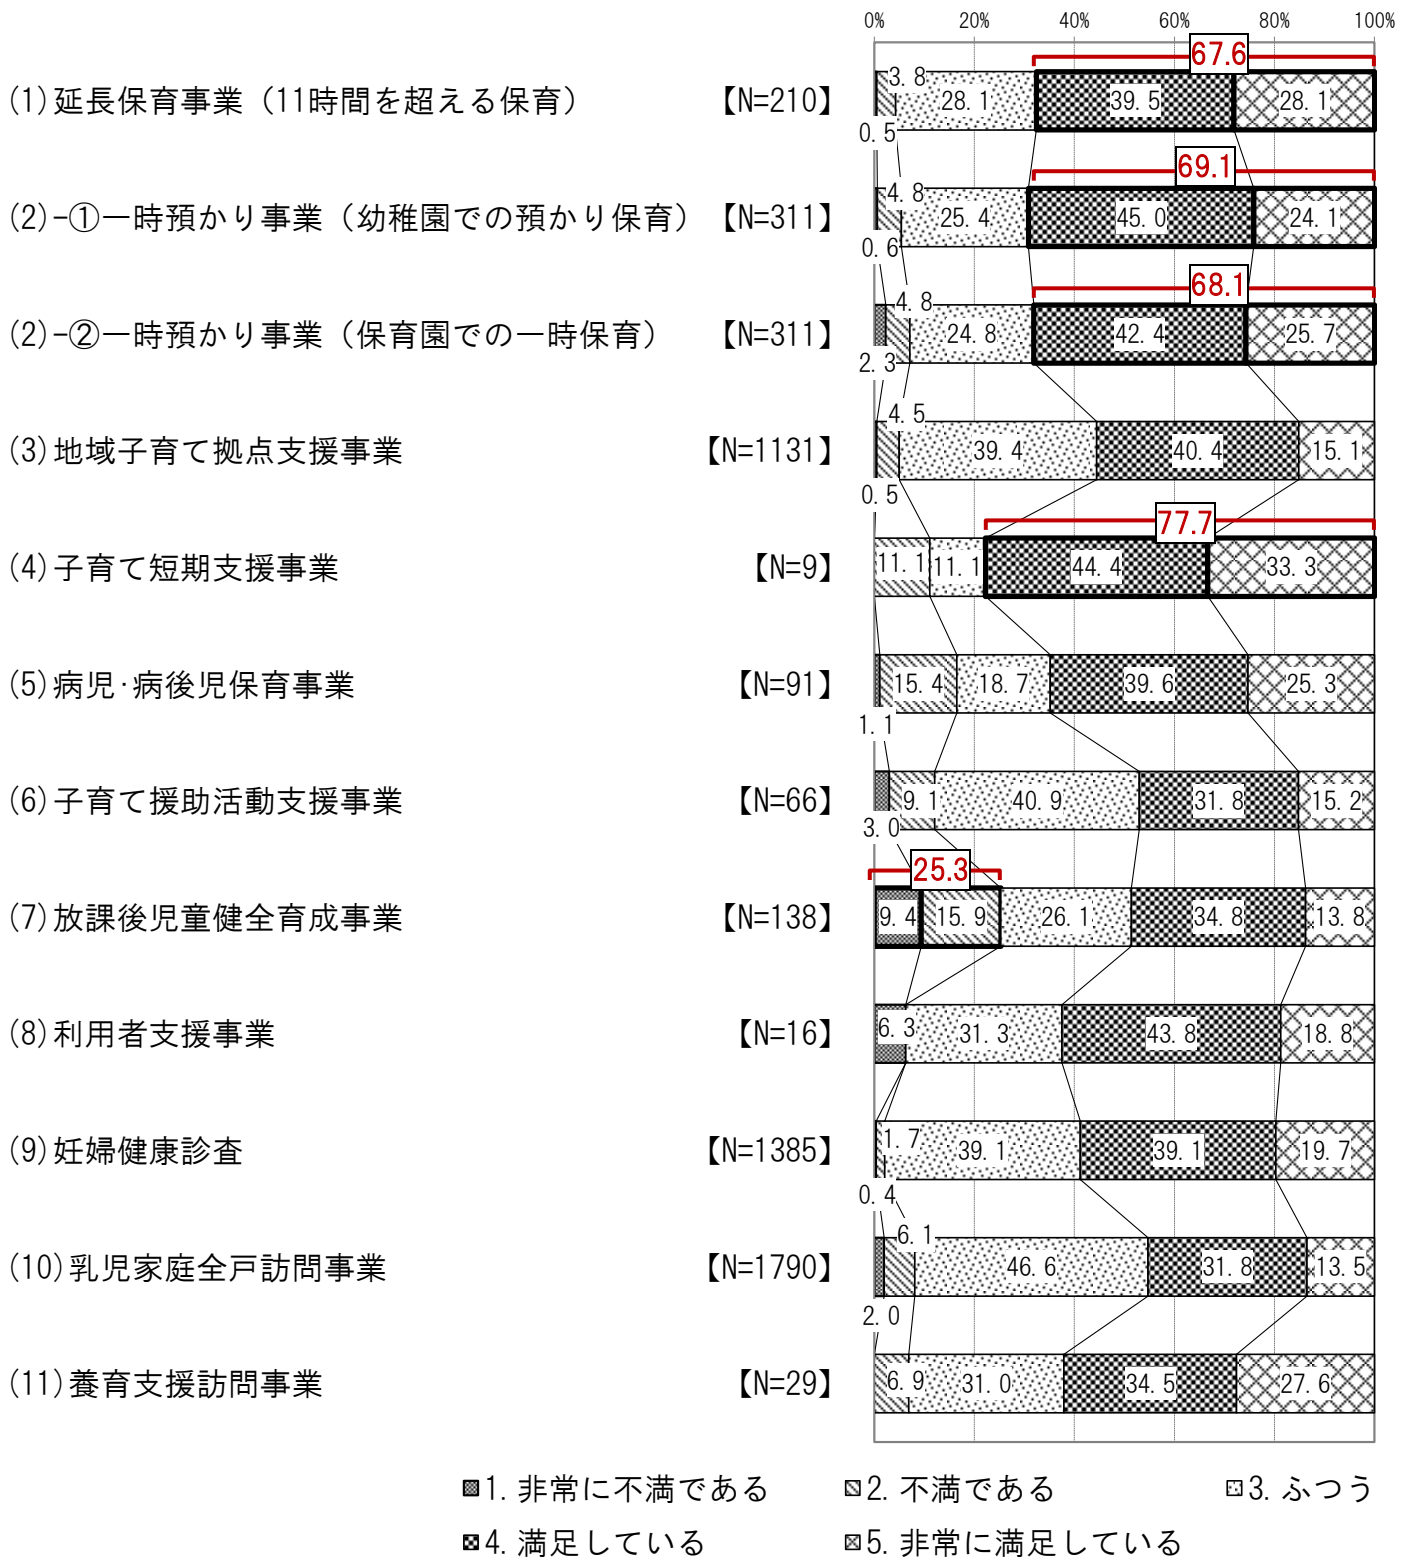 0% 20% 40% 60% 80% 100%
67.6
(1)延長保育事業（11時間を超える保育） 【N=210】 3.8 28.1 39.5 28.1
0.5
69.1
(2)-①一時預かり事業（幼稚園での預かり保育） 【N=311】 4.8 25.4 45.0 24.1
0.6
68.1
(2)-②一時預かり事業（保育園での一時保育） 【N=311】 4.8 24.8 42.4 25.7
2.3
4.5
(3)地域子育て拠点支援事業 【N=1131】 39.4 40.4 15.1
0.5
77.7
(4)子育て短期支援事業 【N=9】 11.1 11.1 44.4 33.3
(5)病児・病後児保育事業 【N=91】 15.4 18.7 39.6 25.3
1.1
(6)子育て援助活動支援事業 【N=66】 9.1 40.9 31.8 15.2
3.0
25.3
(7)放課後児童健全育成事業 【N=138】 9.4 15.9 26.1 34.8 13.8
(8)利用者支援事業 【N=16】 6.3 31.3 43.8 18.8
(9)妊婦健康診査 【N=1385】 1.7 39.1 39.1 19.7
0.4
6.1
(10)乳児家庭全戸訪問事業 【N=1790】 46.6 31.8 13.5
2.0
(11)養育支援訪問事業 【N=29】 6.9 31.0 34.5 27.6
1.非常に不満である 2.不満である 3.ふつう
4.満足している 5.非常に満足している